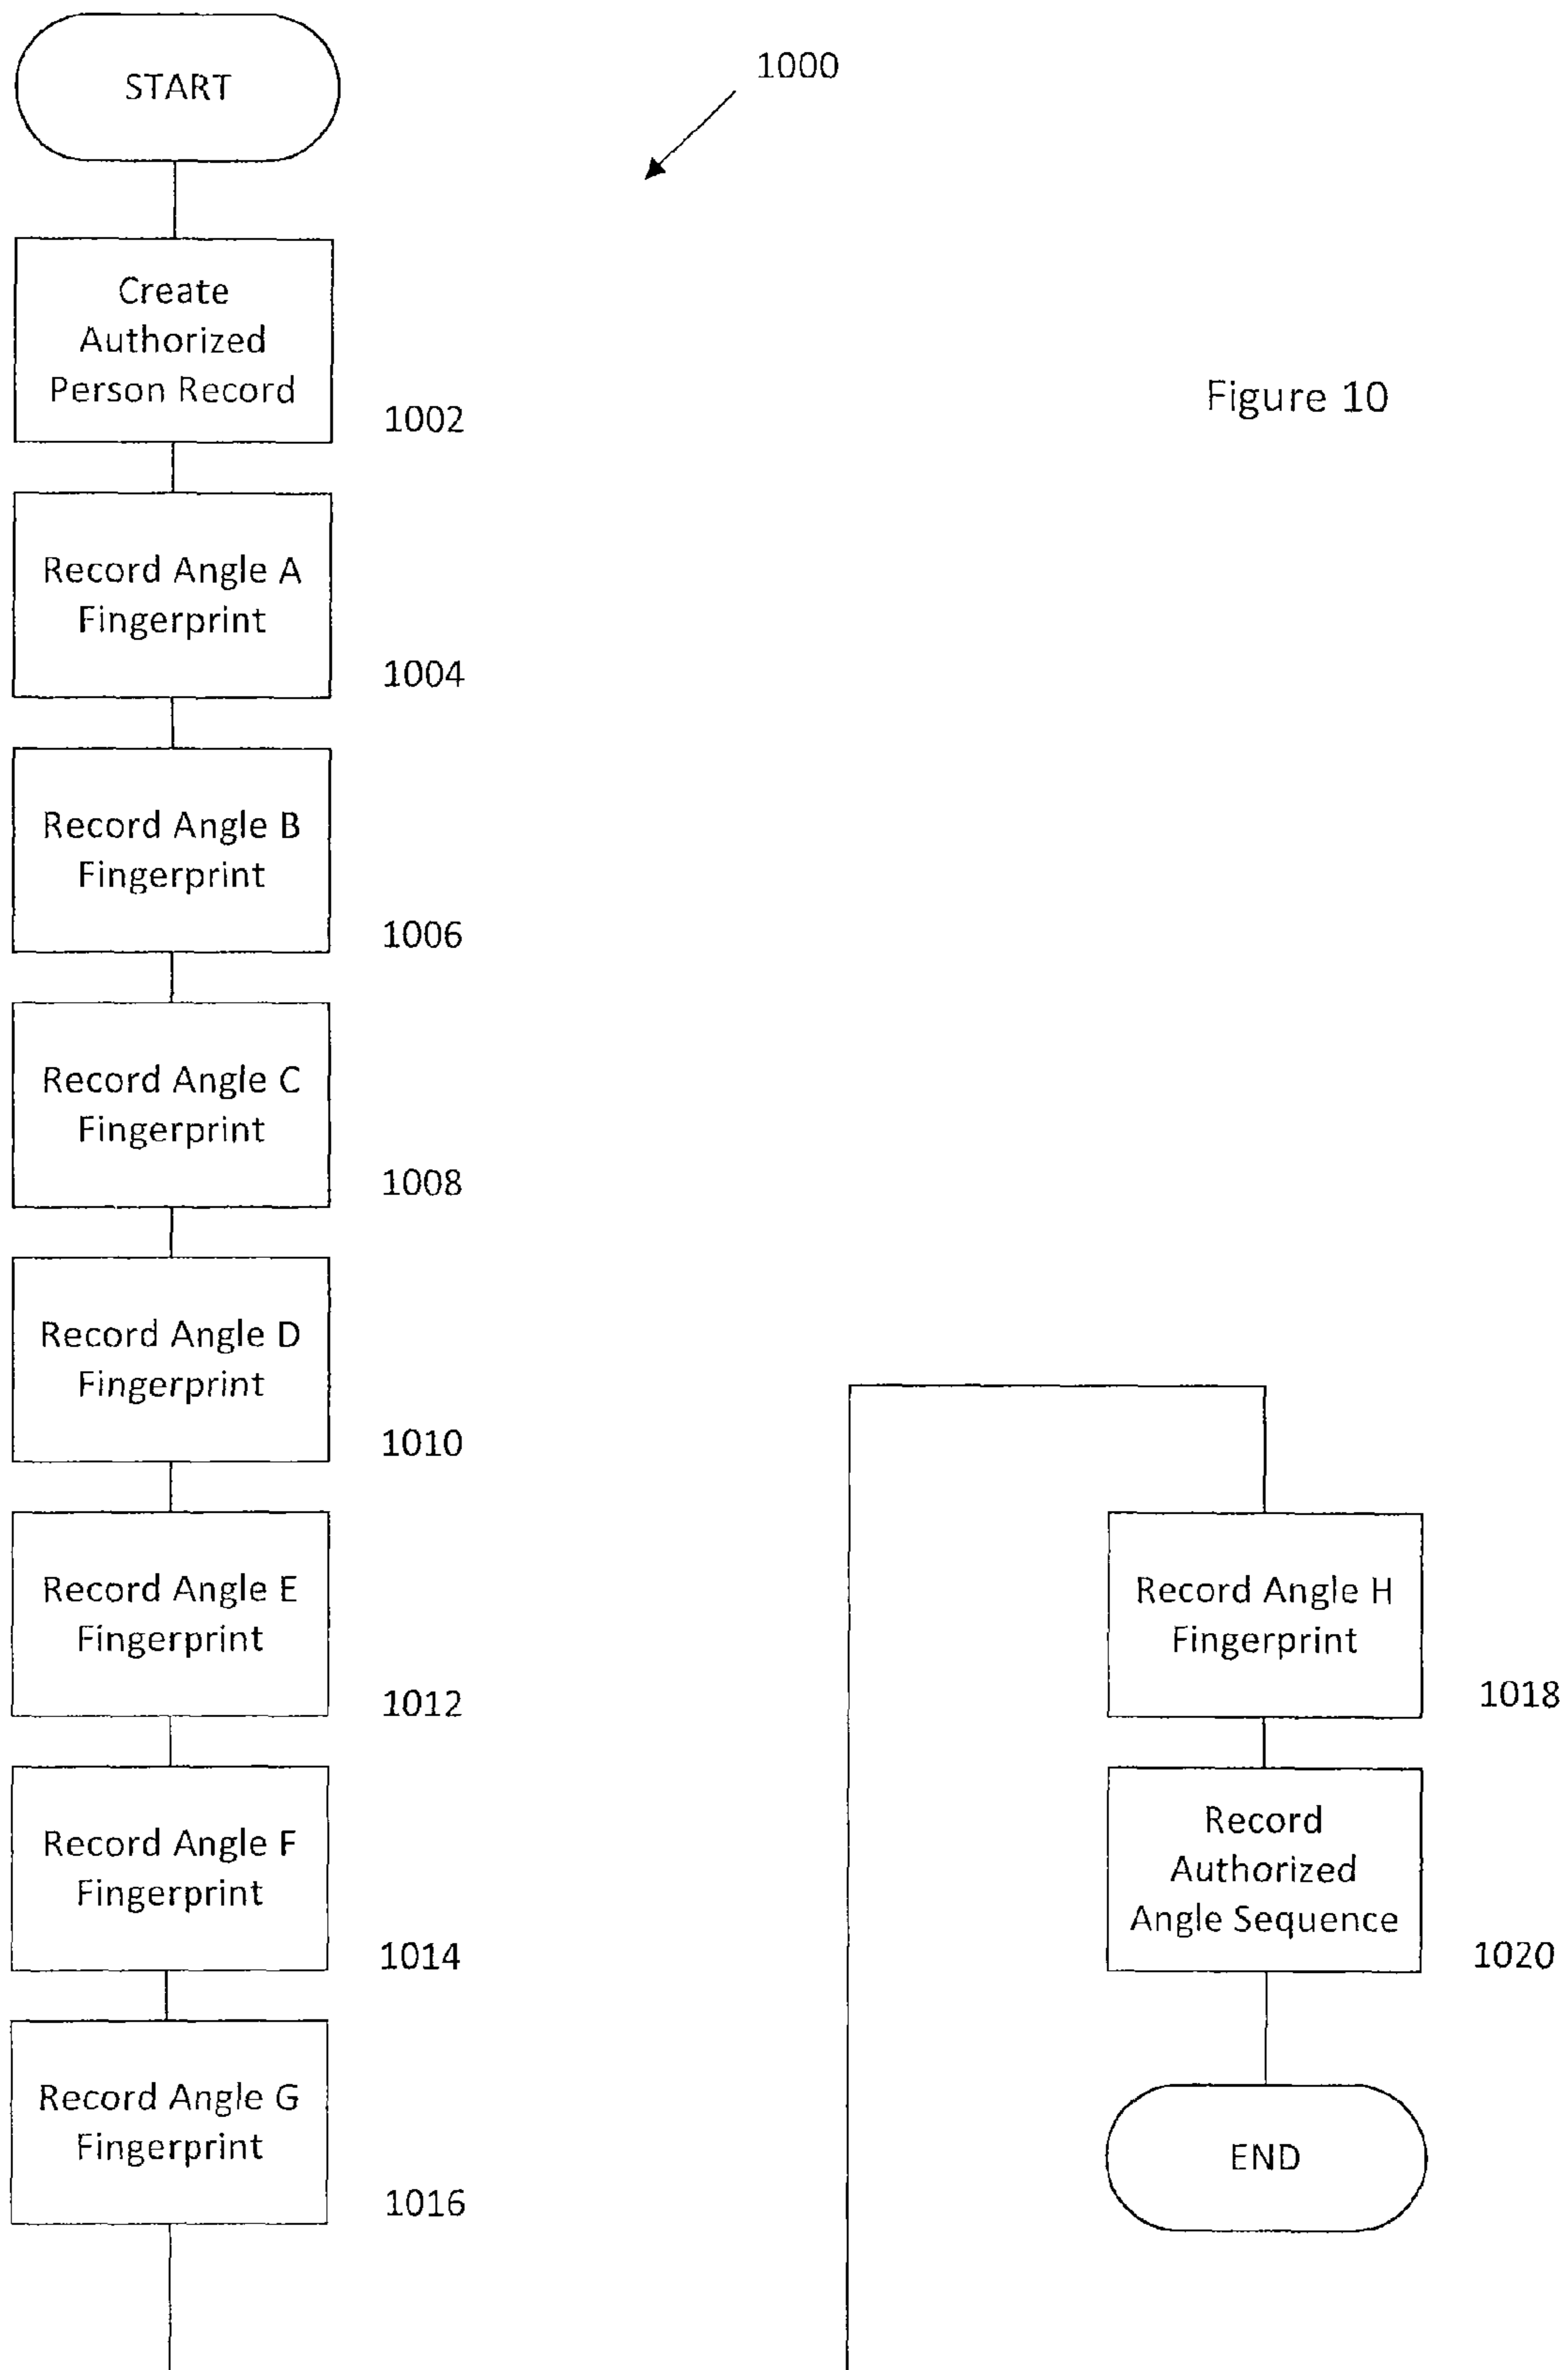 START
1000
Create
Authorized
Person Record
1002
Figure 10
Record Angle A
Fingerprint
1004
Record Angle B
Fingerprint
1006
Record Angle C
Fingerprint
1008
Record Angle D
Fingerprint
1010
Record Angle E
Fingerprint
1012
Record Angle F
Fingerprint
1014
Record Angle G
Fingerprint
1016
Record Angle H
Fingerprint
1018
Record
Authorized
Angle Sequence
1020
END